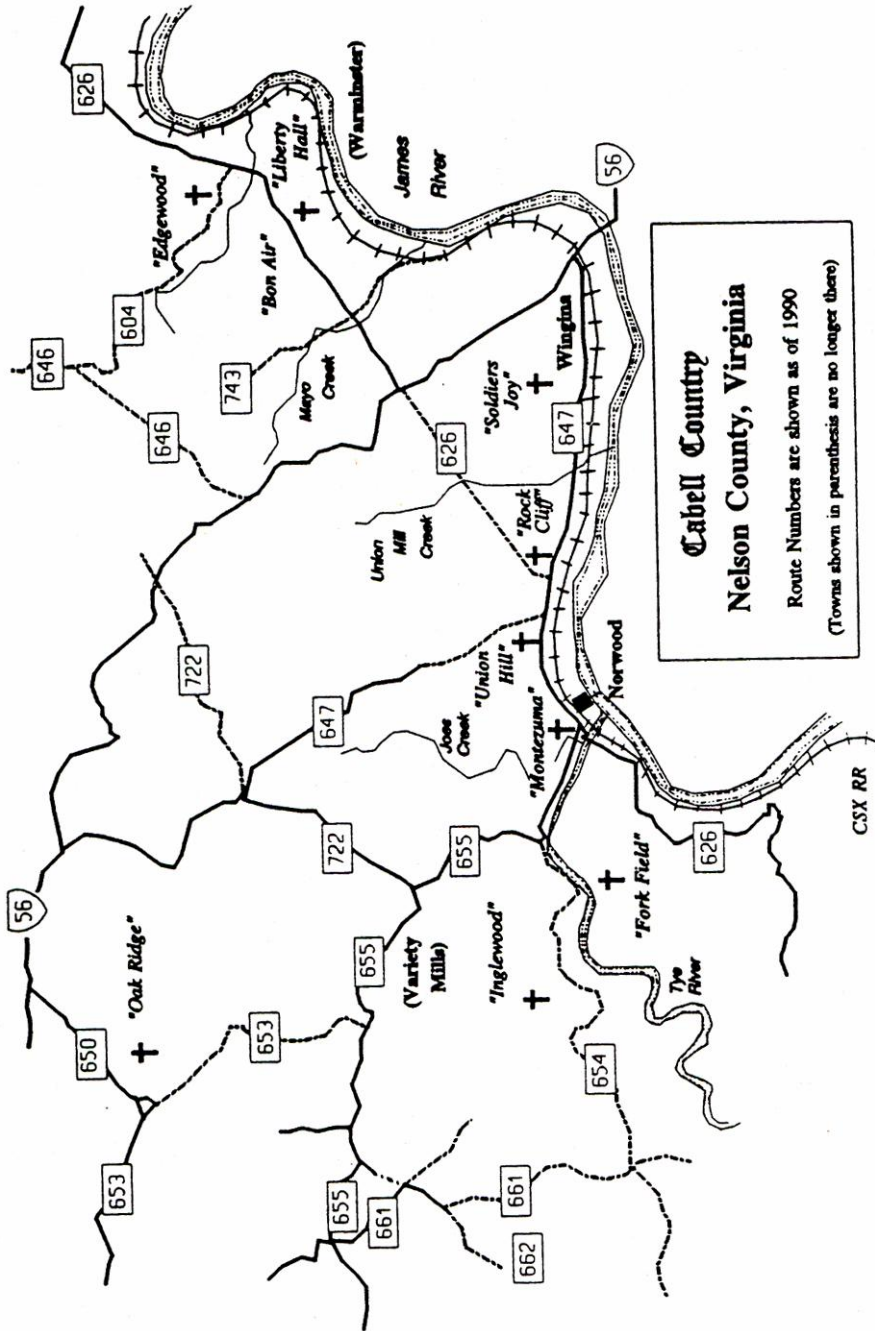 56
650
653
"Oak Ridge"
653
655
661
662
661
654
655
(Variety
Mills)
"Inglewood"
655
722
722
647
Joes
Creek
"Montezuma"
"Union
Hill"
"Fork Field"
Tye
River
626
CSX RR
Norwood
646
646
604
"Edgewood"
626
743
Mayo
Creek
"Bon Air"
"Liberty
Hall"
(Warminster)
James
River
Union
Mill
Creek
626
"Rock
Cliff"
"Soldiers
Joy"
647
Wingina
56
Cabell Country
Nelson County, Virginia
Route Numbers are shown as of 1990
(Towns shown in parenthesis are no longer there)